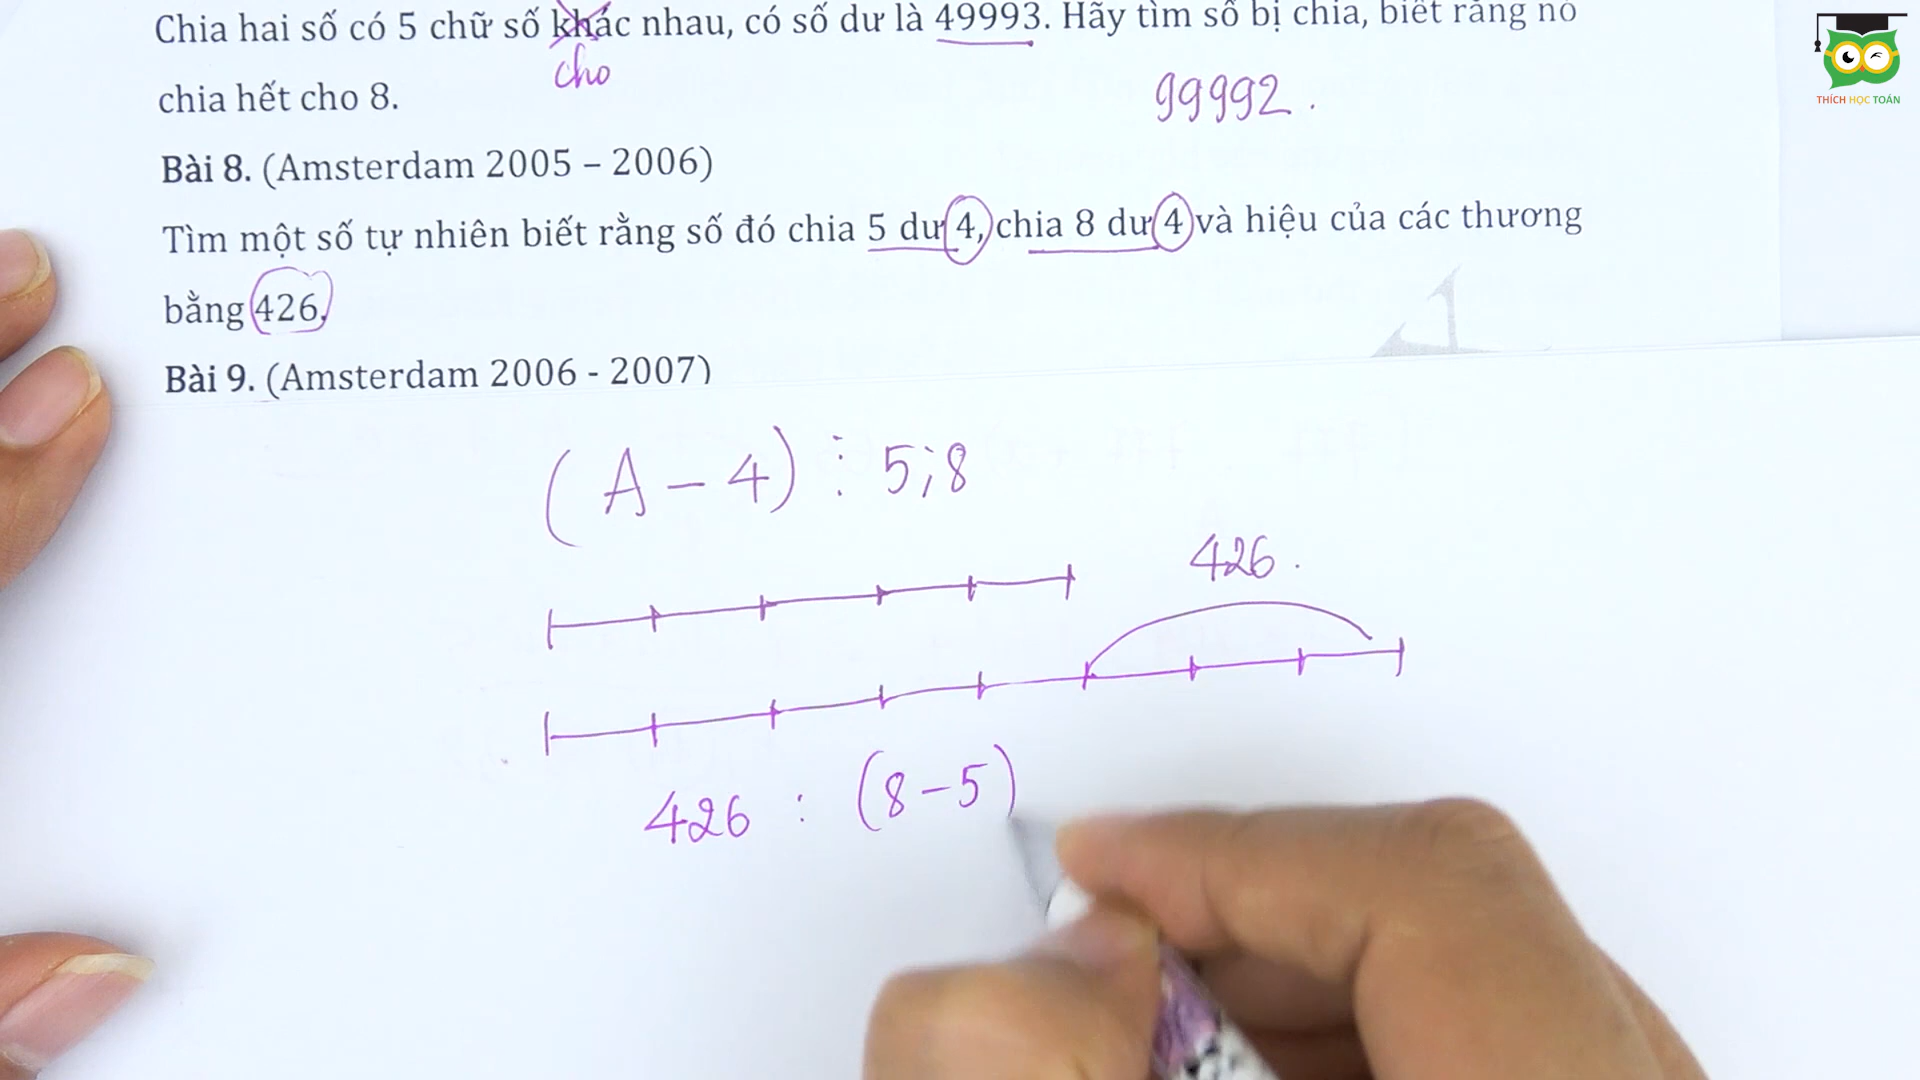 Chia hai số có 5 chữ số khác nhau, có số dư là 49993. Hãy tìm số bị chia, biết rằng nó
cho
chia hết cho 8.
99992.
Bài 8. (Amsterdam 2005 – 2006)
Tìm một số tự nhiên biết rằng số đó chia 5 dư 4, chia 8 dư 4 và hiệu của các thương
bằng 426.
Bài 9. (Amsterdam 2006 - 2007)
(A - 4) ⋮ 5;8
426.
426 : (8-5)
THÍCH HỌC TOÁN